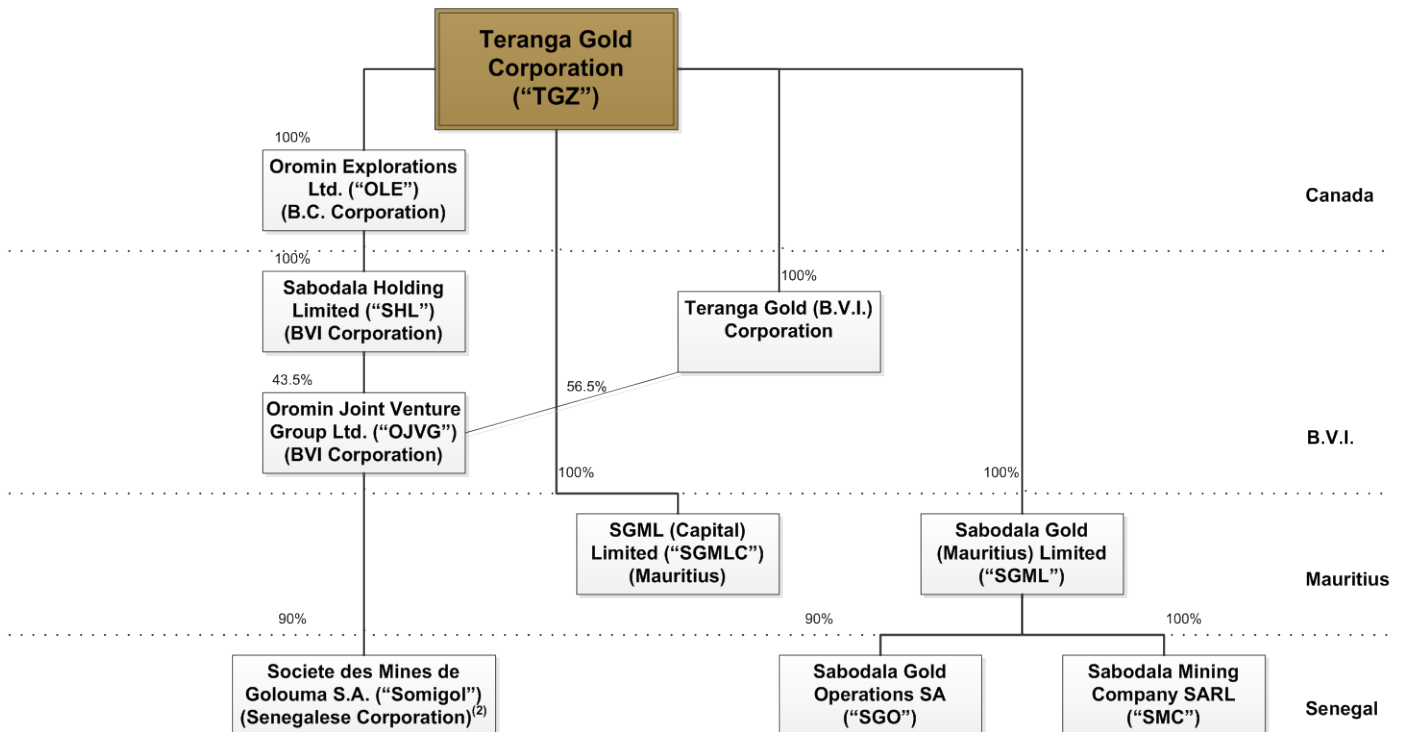 Teranga Gold
Corporation
(“TGZ”)
100%
Oromin Explorations
Ltd. (“OLE”)
(B.C. Corporation)
Canada
100%
Sabodala Holding
Limited (“SHL”)
(BVI Corporation)
100%
Teranga Gold (B.V.I.)
Corporation
43.5%
56.5%
Oromin Joint Venture
Group Ltd. (“OJVG”)
(BVI Corporation)
B.V.I.
100%
100%
SGML (Capital)
Limited (“SGMLC”)
(Mauritius)
Sabodala Gold
(Mauritius) Limited
(“SGML”)
Mauritius
90%
90%
100%
Societe des Mines de
Golouma S.A. (“Somigol”)
(Senegalese Corporation)(2)
Sabodala Gold
Operations SA
(“SGO”)
Sabodala Mining
Company SARL
(“SMC”)
Senegal